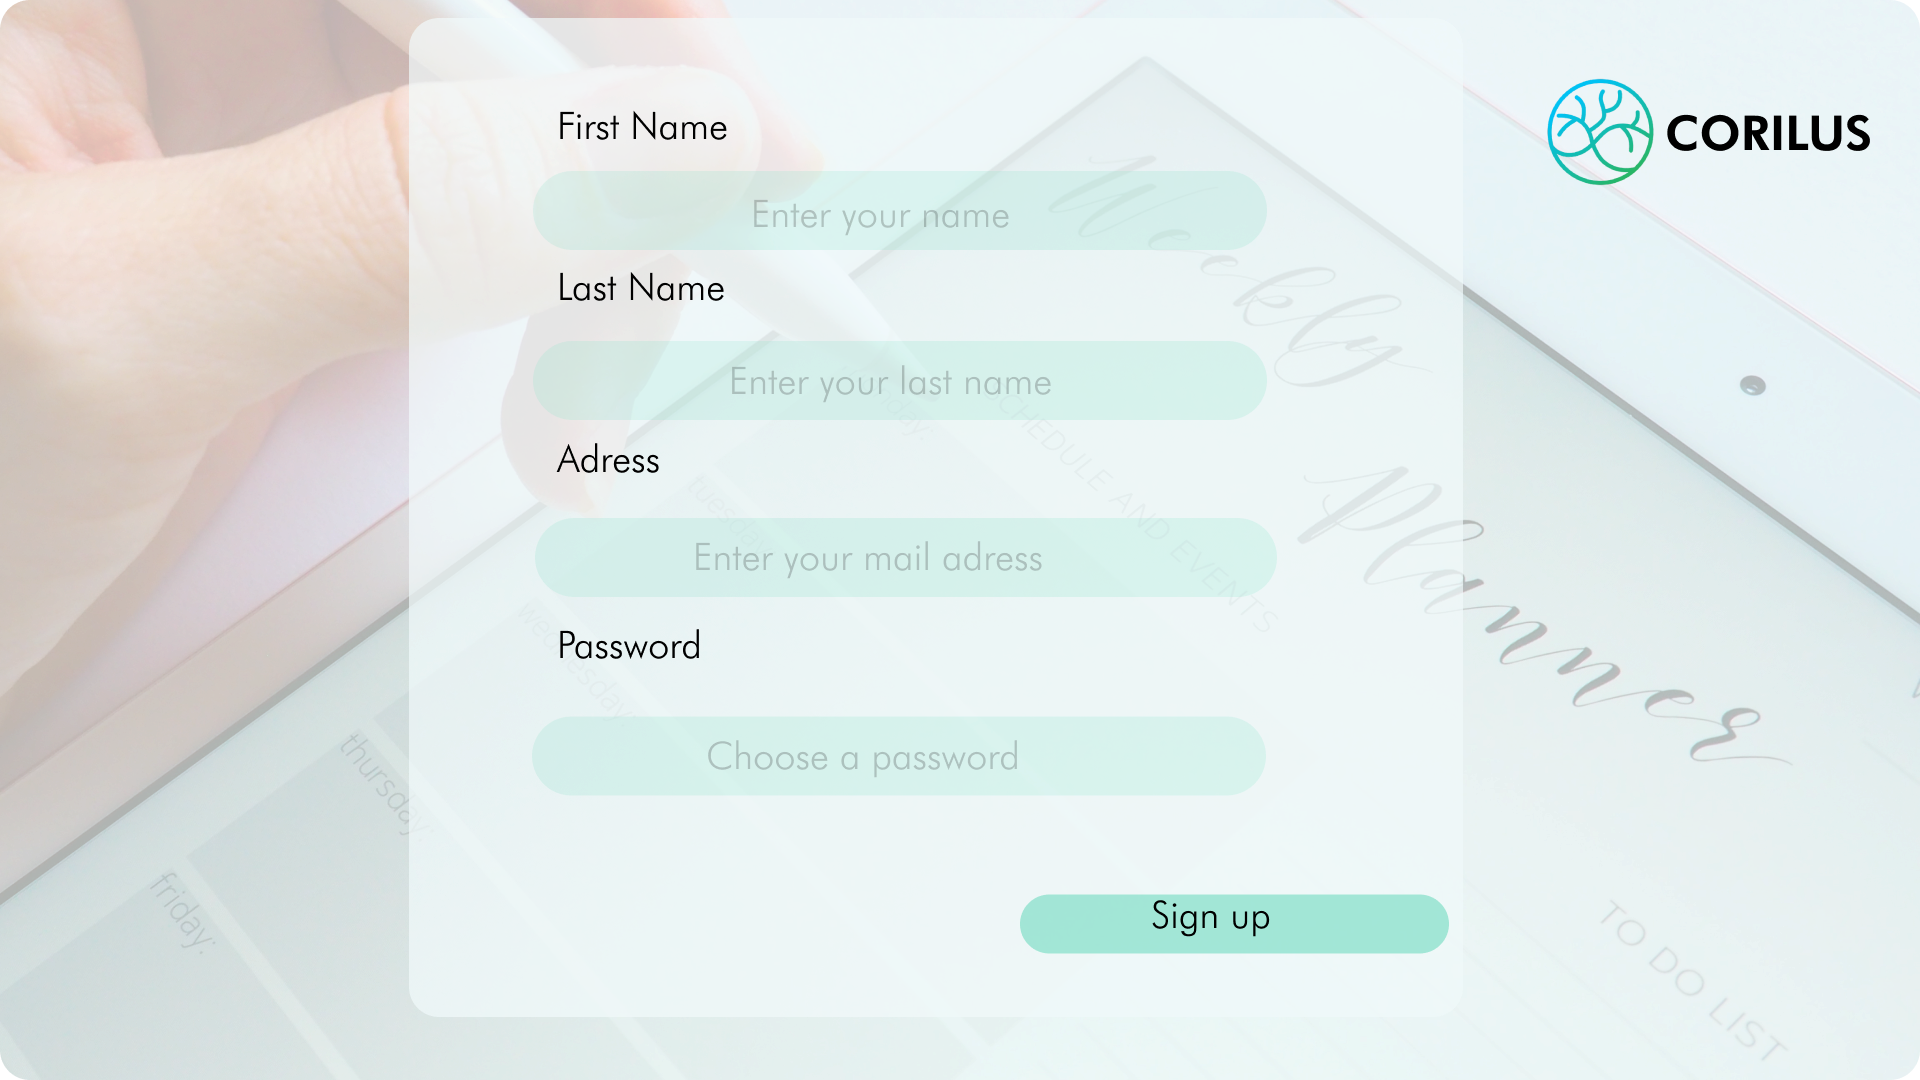 First Name
CORILUS
Enter your name
Weekly
Last Name
Enter your last name
SCHEDULE AND EVENTS
Adress
tuesday:
Enter your mail adress
Planner
wednesday:
Password
thursday:
Choose a password
friday:
Sign up
TO DO LIST